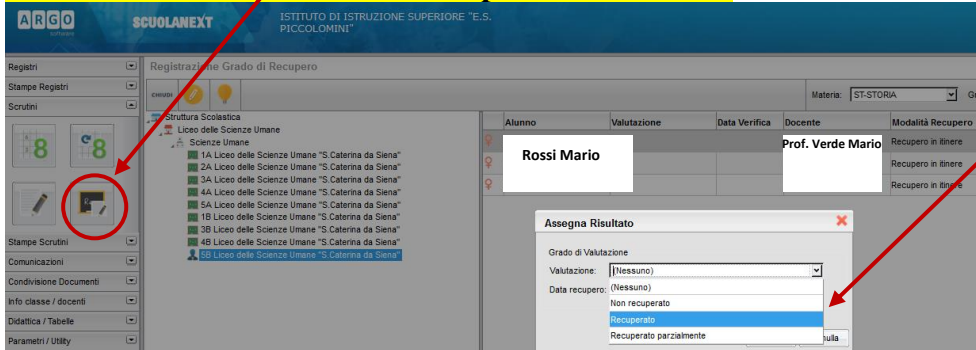 ARGO
software
SCUOLANEXT
ISTITUTO DI ISTRUZIONE SUPERIORE "E.S.
PICCOLOMINI"
Registri
Stampe Registri
Scrutini
8
8
Stampe Scrutini
Comunicazioni
Condivisione Documenti
Info classe / docenti
Didattica / Tabelle
Parametri / Utility
Registrazione Grado di Recupero
CHIUDI
Materia: ST-STORIA
Struttura Scolastica
Liceo delle Scienze Umane
Scienze Umane
1A Liceo delle Scienze Umane "S.Caterina da Siena"
2A Liceo delle Scienze Umane "S.Caterina da Siena"
3A Liceo delle Scienze Umane "S.Caterina da Siena"
4A Liceo delle Scienze Umane "S.Caterina da Siena"
5A Liceo delle Scienze Umane "S.Caterina da Siena"
1B Liceo delle Scienze Umane "S.Caterina da Siena"
3B Liceo delle Scienze Umane "S.Caterina da Siena"
4B Liceo delle Scienze Umane "S.Caterina da Siena"
5B Liceo delle Scienze Umane "S.Caterina da Siena"
Alunno Valutazione Data Verifica Docente Modalità Recupero
Rossi Mario Prof. Verde Mario Recupero in itinere
Recupero in itinere
Recupero in itinere
Assegna Risultato
Grado di Valutazione
Valutazione: (Nessuno)
Data recupero: (Nessuno)
Non recuperato
Recuperato
Recuperato parzialmente